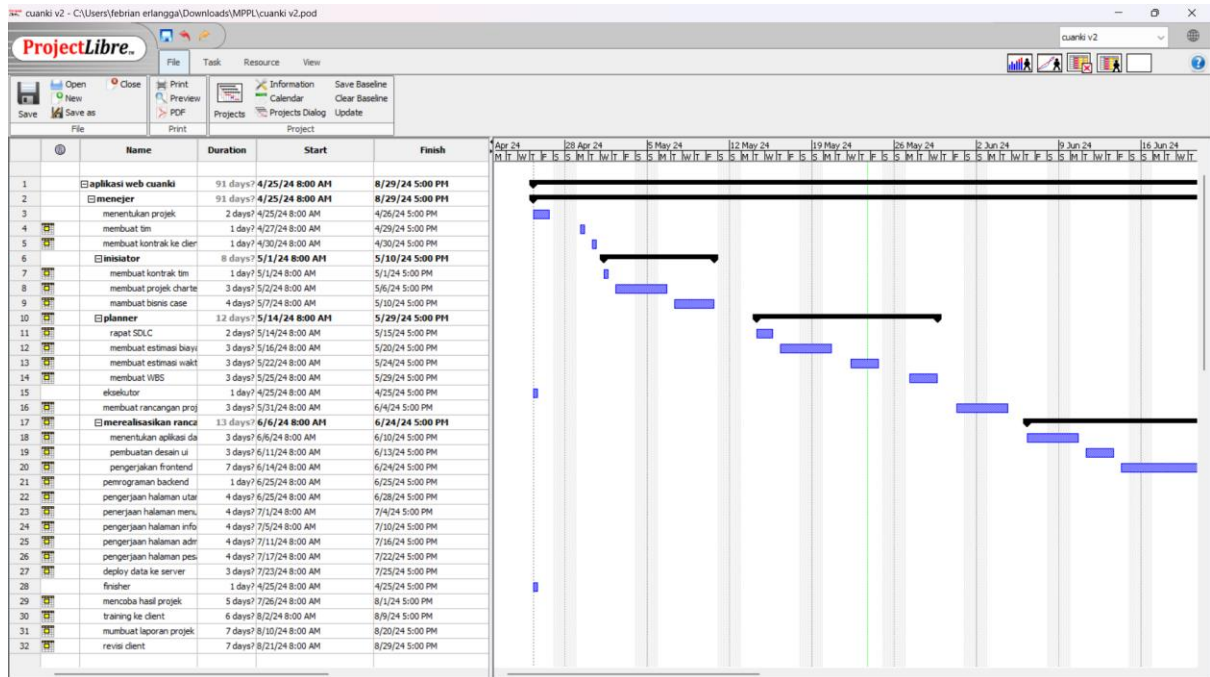 cuanki v2 - C:\Users\febrian erlangga\Downloads\MPPL\cuanki v2.pod
ProjectLibre™
cuanki v2
File Task Resource View
Save
Open
New
Save as
Close
File
Print
Preview
PDF
Print
Projects
Information
Calendar
Projects Dialog
Save Baseline
Clear Baseline
Update
Project
Name Duration Start Finish
Apr 24 28 Apr 24 5 May 24 12 May 24 19 May 24 26 May 24 2 Jun 24 9 Jun 24 16 Jun 24
M T W T F S S M T W T F S S M T W T F S S M T W T F S S M T W T F S S M T W T F S S M T W T F S S M T W T F S S M T W T
1 aplikasi web cuanki 91 days? 4/25/24 8:00 AM 8/29/24 5:00 PM
2 menejer 91 days? 4/25/24 8:00 AM 8/29/24 5:00 PM
3 menentukan projek 2 days? 4/25/24 8:00 AM 4/26/24 5:00 PM
4 membuat tim 1 day? 4/27/24 8:00 AM 4/29/24 5:00 PM
5 membuat kontrak ke clier 1 day? 4/30/24 8:00 AM 4/30/24 5:00 PM
6 inisiator 8 days? 5/1/24 8:00 AM 5/10/24 5:00 PM
7 membuat kontrak tim 1 day? 5/1/24 8:00 AM 5/1/24 5:00 PM
8 membuat projek charte 3 days? 5/2/24 8:00 AM 5/6/24 5:00 PM
9 mambuat bisnis case 4 days? 5/7/24 8:00 AM 5/10/24 5:00 PM
10 planner 12 days? 5/14/24 8:00 AM 5/29/24 5:00 PM
11 rapat SDLC 2 days? 5/14/24 8:00 AM 5/15/24 5:00 PM
12 membuat estimasi biaya 3 days? 5/16/24 8:00 AM 5/20/24 5:00 PM
13 membuat estimasi wakt 3 days? 5/22/24 8:00 AM 5/24/24 5:00 PM
14 membuat WBS 3 days? 5/25/24 8:00 AM 5/29/24 5:00 PM
15 eksekutor 1 day? 4/25/24 8:00 AM 4/25/24 5:00 PM
16 membuat rancangan proj 3 days? 5/31/24 8:00 AM 6/4/24 5:00 PM
17 merealisasikan ranca 13 days? 6/6/24 8:00 AM 6/24/24 5:00 PM
18 menentukan aplikasi da 3 days? 6/6/24 8:00 AM 6/10/24 5:00 PM
19 pembuatan desain ui 3 days? 6/11/24 8:00 AM 6/13/24 5:00 PM
20 pengerjakan frontend 7 days? 6/14/24 8:00 AM 6/24/24 5:00 PM
21 pemrograman backend 1 day? 6/25/24 8:00 AM 6/25/24 5:00 PM
22 pengerjaan halaman utar 4 days? 6/25/24 8:00 AM 6/28/24 5:00 PM
23 penerjaan halaman menu 4 days? 7/1/24 8:00 AM 7/4/24 5:00 PM
24 pengerjaan halaman info 4 days? 7/5/24 8:00 AM 7/10/24 5:00 PM
25 pengerjaan halaman adm 4 days? 7/11/24 8:00 AM 7/16/24 5:00 PM
26 pengerjaan halaman pes 4 days? 7/17/24 8:00 AM 7/22/24 5:00 PM
27 deploy data ke server 3 days? 7/23/24 8:00 AM 7/25/24 5:00 PM
28 finisher 1 day? 4/25/24 8:00 AM 4/25/24 5:00 PM
29 mencoba hasil projek 5 days? 7/26/24 8:00 AM 8/1/24 5:00 PM
30 training ke client 6 days? 8/2/24 8:00 AM 8/9/24 5:00 PM
31 mumbuat laporan projek 7 days? 8/10/24 8:00 AM 8/20/24 5:00 PM
32 revisi client 7 days? 8/21/24 8:00 AM 8/29/24 5:00 PM